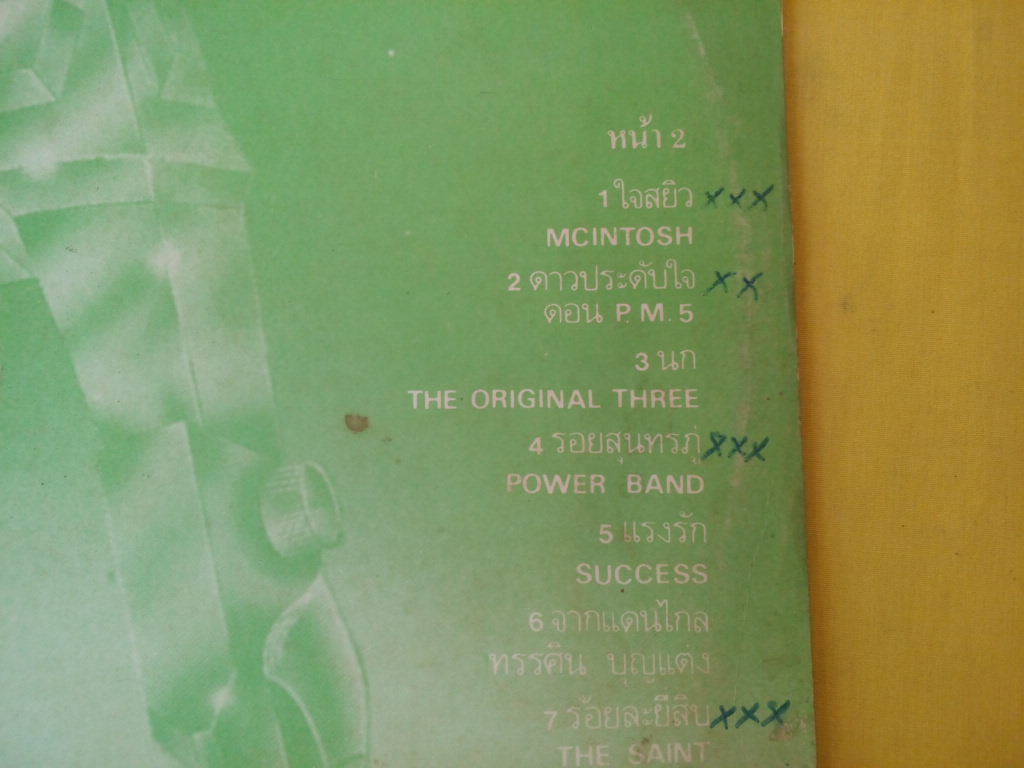 หน้า 2
1 ใจสยิว xxx
MCINTOSH
2 ดาวประดับใจ xx
ดอน P.M.5
3 นก
THE ORIGINAL THREE
4 รอยสุนทรภู่ xxx
POWER BAND
5 แรงรัก
SUCCESS
6 จากแดนไกล
ทรรศิน บุญแต่ง
7 ร้อยละยี่สิบ xxx
THE SAINT